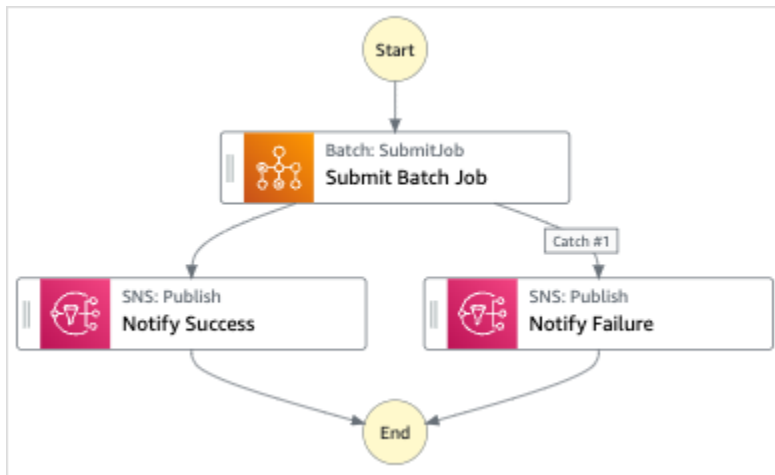 Start
Batch: SubmitJob
Submit Batch Job
Catch #1
SNS: Publish
Notify Success
SNS: Publish
Notify Failure
End